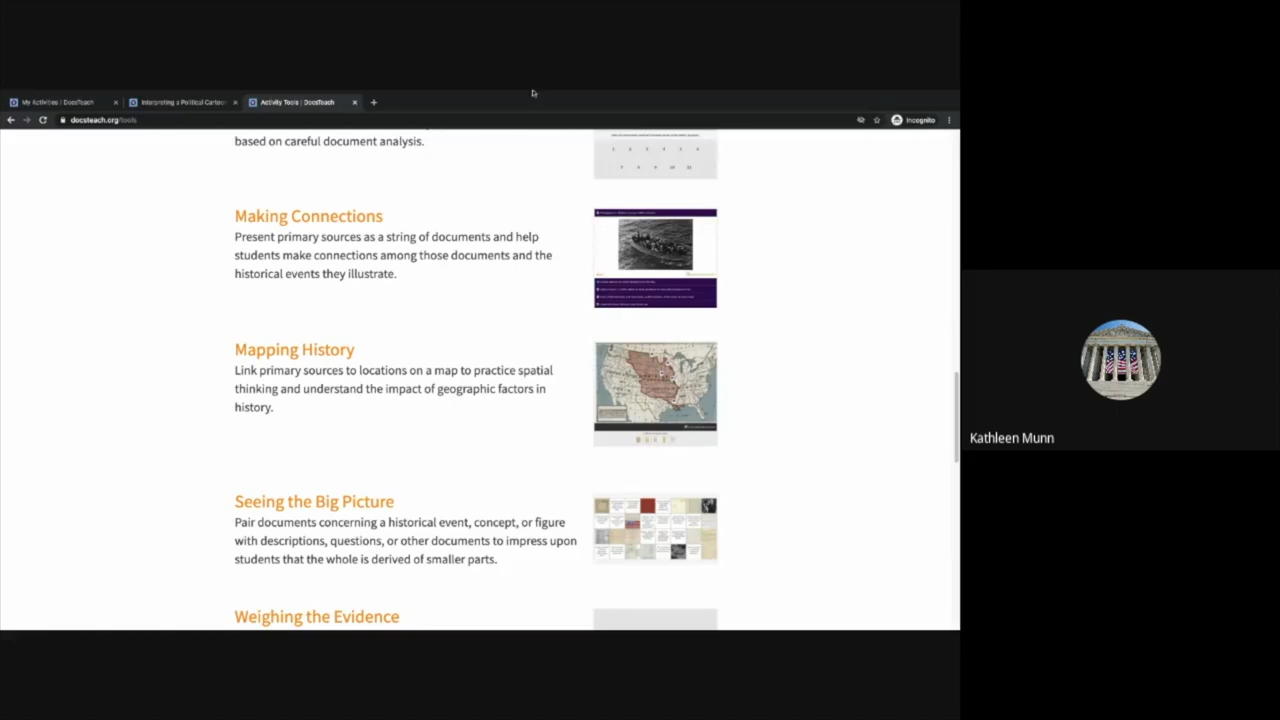 My Activities | DocsTeach
Interpreting a Political Cartoon
Activity Tools | DocsTeach
docsteach.org/tools
Incognito
based on careful document analysis.
Making Connections
Present primary sources as a string of documents and help
students make connections among those documents and the
historical events they illustrate.
Mapping History
Link primary sources to locations on a map to practice spatial
thinking and understand the impact of geographic factors in
history.
Kathleen Munn
Seeing the Big Picture
Pair documents concerning a historical event, concept, or figure
with descriptions, questions, or other documents to impress upon
students that the whole is derived of smaller parts.
Weighing the Evidence